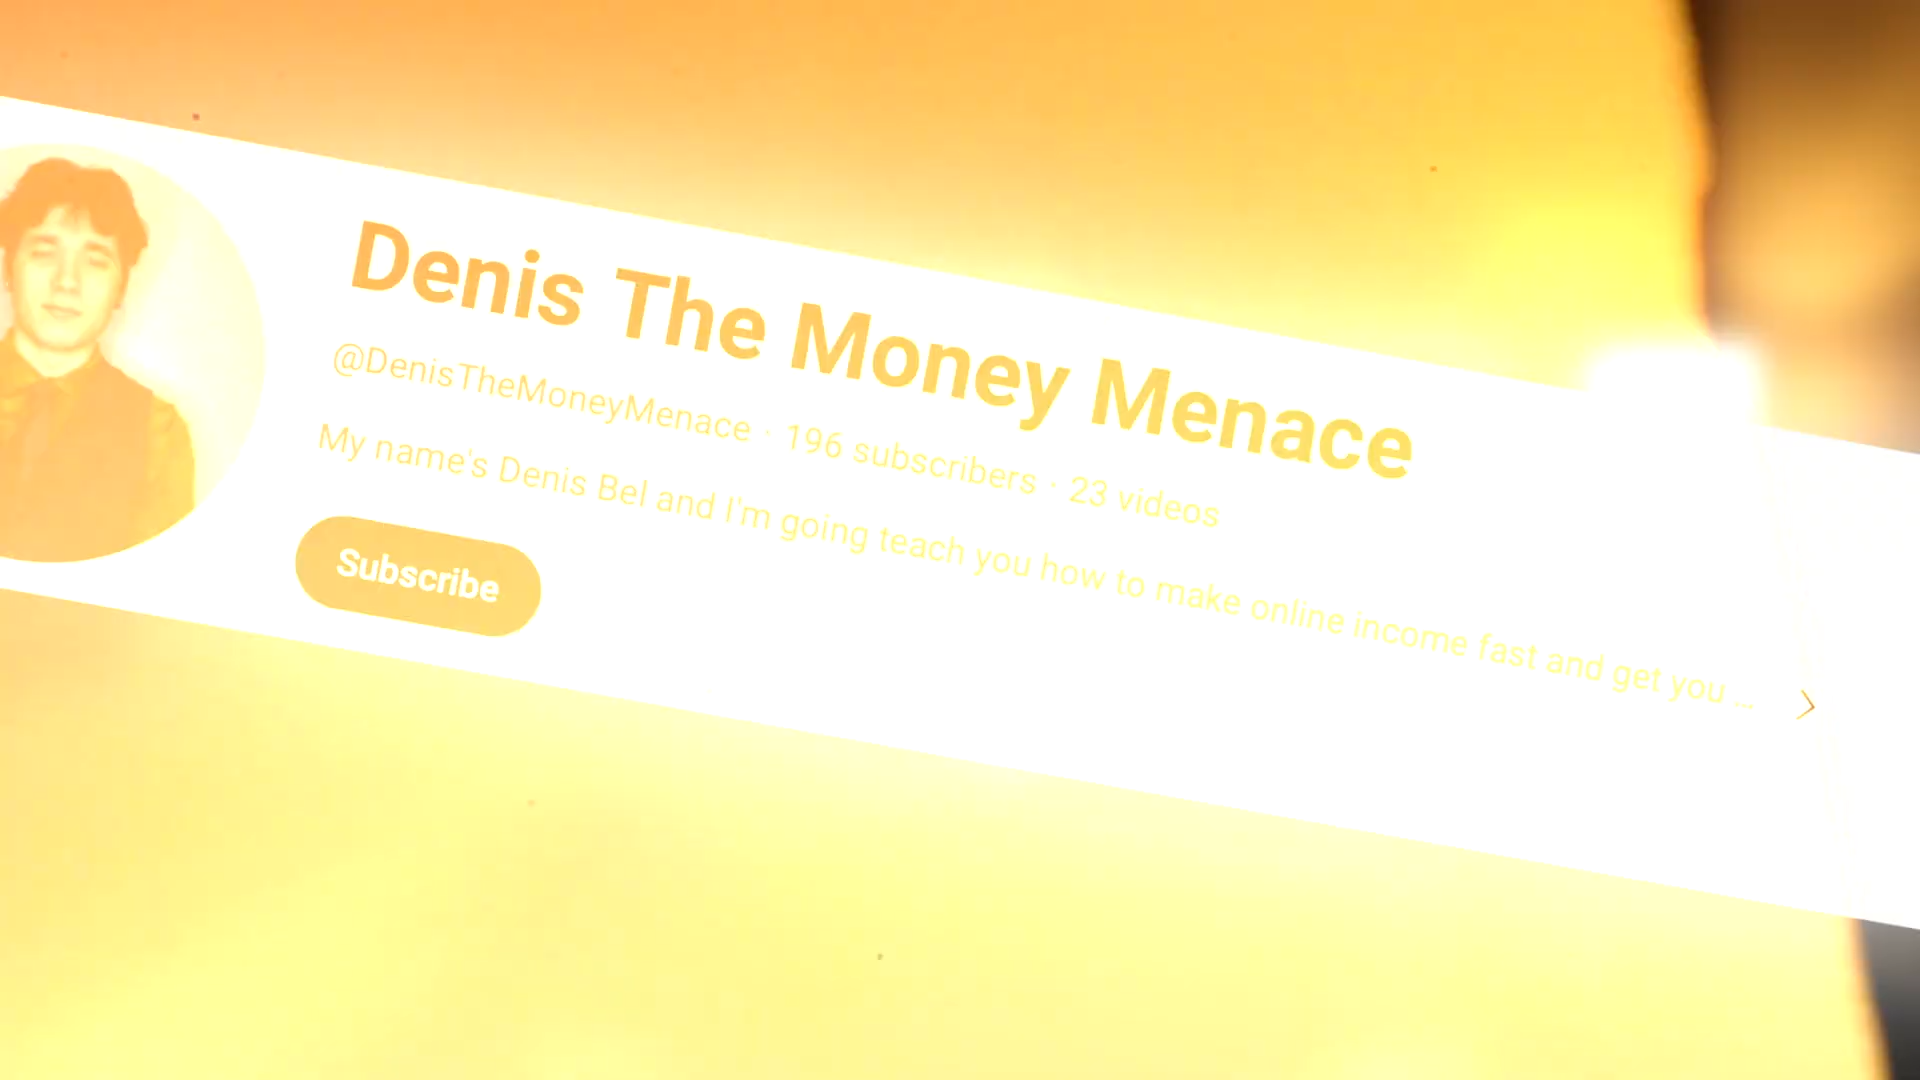 Denis The Money Menace
@DenisTheMoneyMenace · 196 subscribers · 23 videos
My name's Denis Bel and I'm going teach you how to make online income fast and get you ...
Subscribe